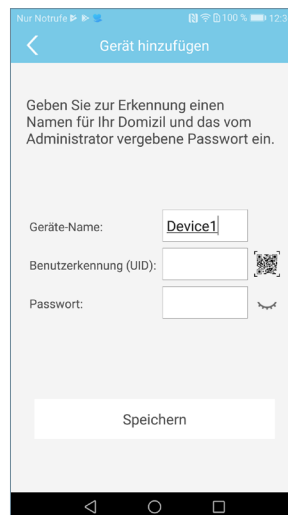 Nur Notrufe 100 % 12:3
Gerät hinzufügen
Geben Sie zur Erkennung einen
Namen für Ihr Domizil und das vom
Administrator vergebene Passwort ein.
Geräte-Name: Device1
Benutzerkennung (UID):
Passwort:
Speichern